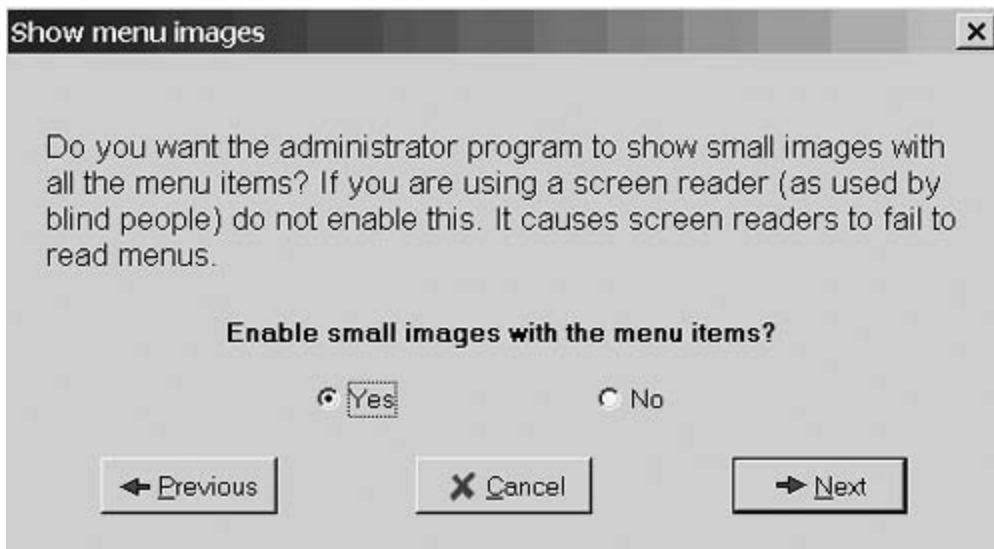 Show menu images
Do you want the administrator program to show small images with
all the menu items? If you are using a screen reader (as used by
blind people) do not enable this. It causes screen readers to fail to
read menus.
Enable small images with the menu items?
Yes No
Previous Cancel Next